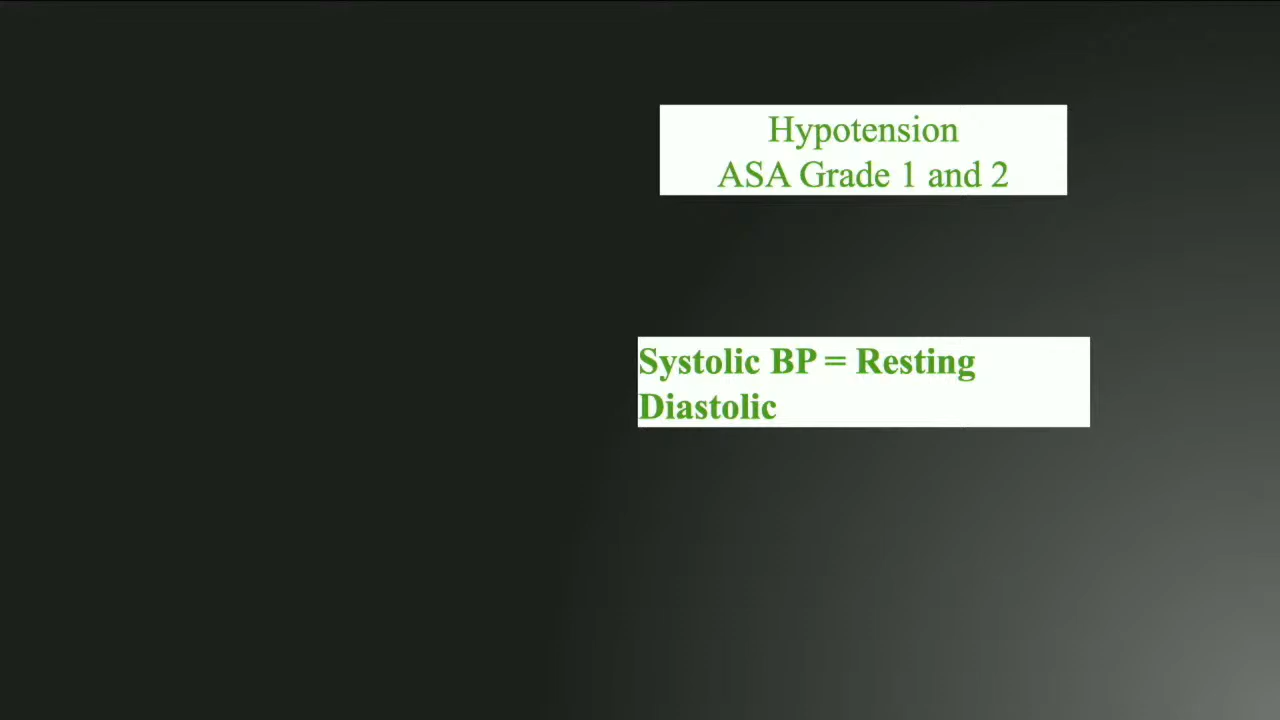 Hypotension
ASA Grade 1 and 2
Systolic BP = Resting
Diastolic